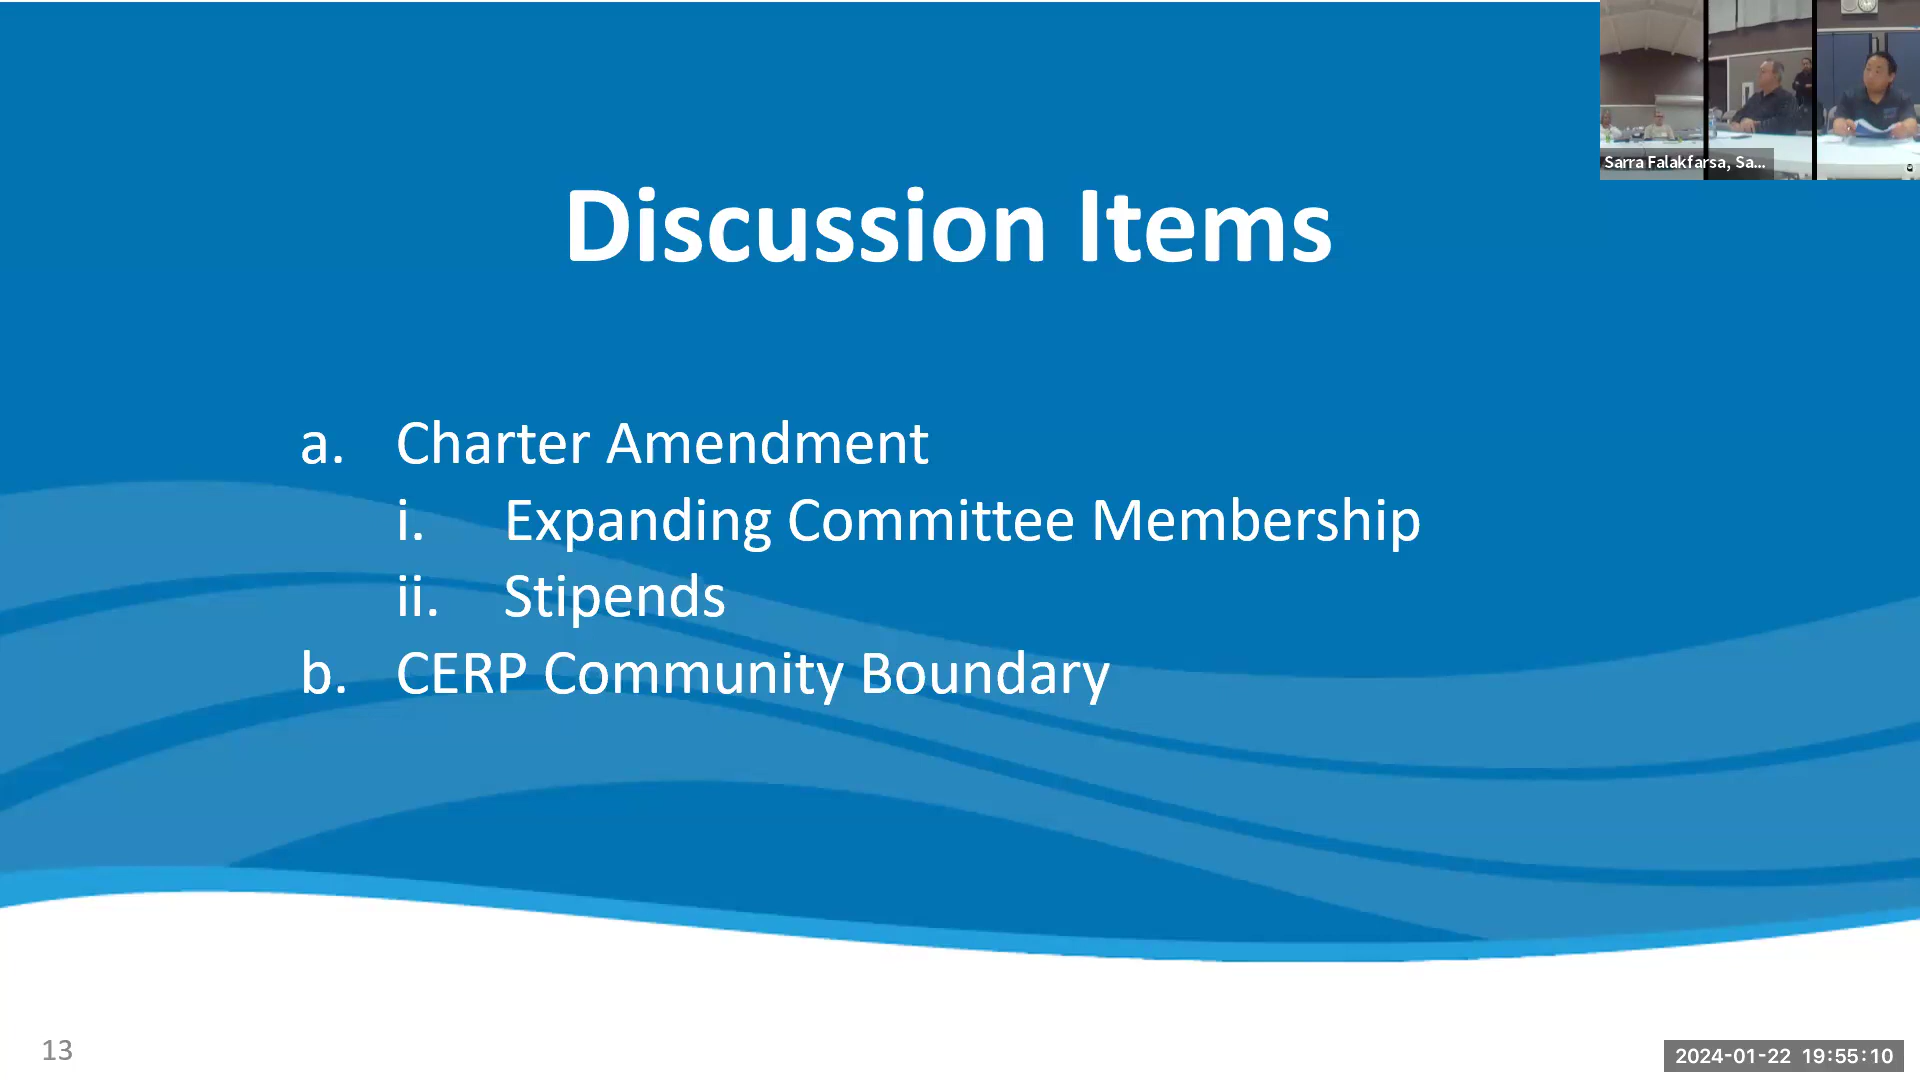 Sarra Falakfarsa, Sa...
Discussion Items
a. Charter Amendment
i. Expanding Committee Membership
ii. Stipends
b. CERP Community Boundary
13
2024-01-22 19:55:10